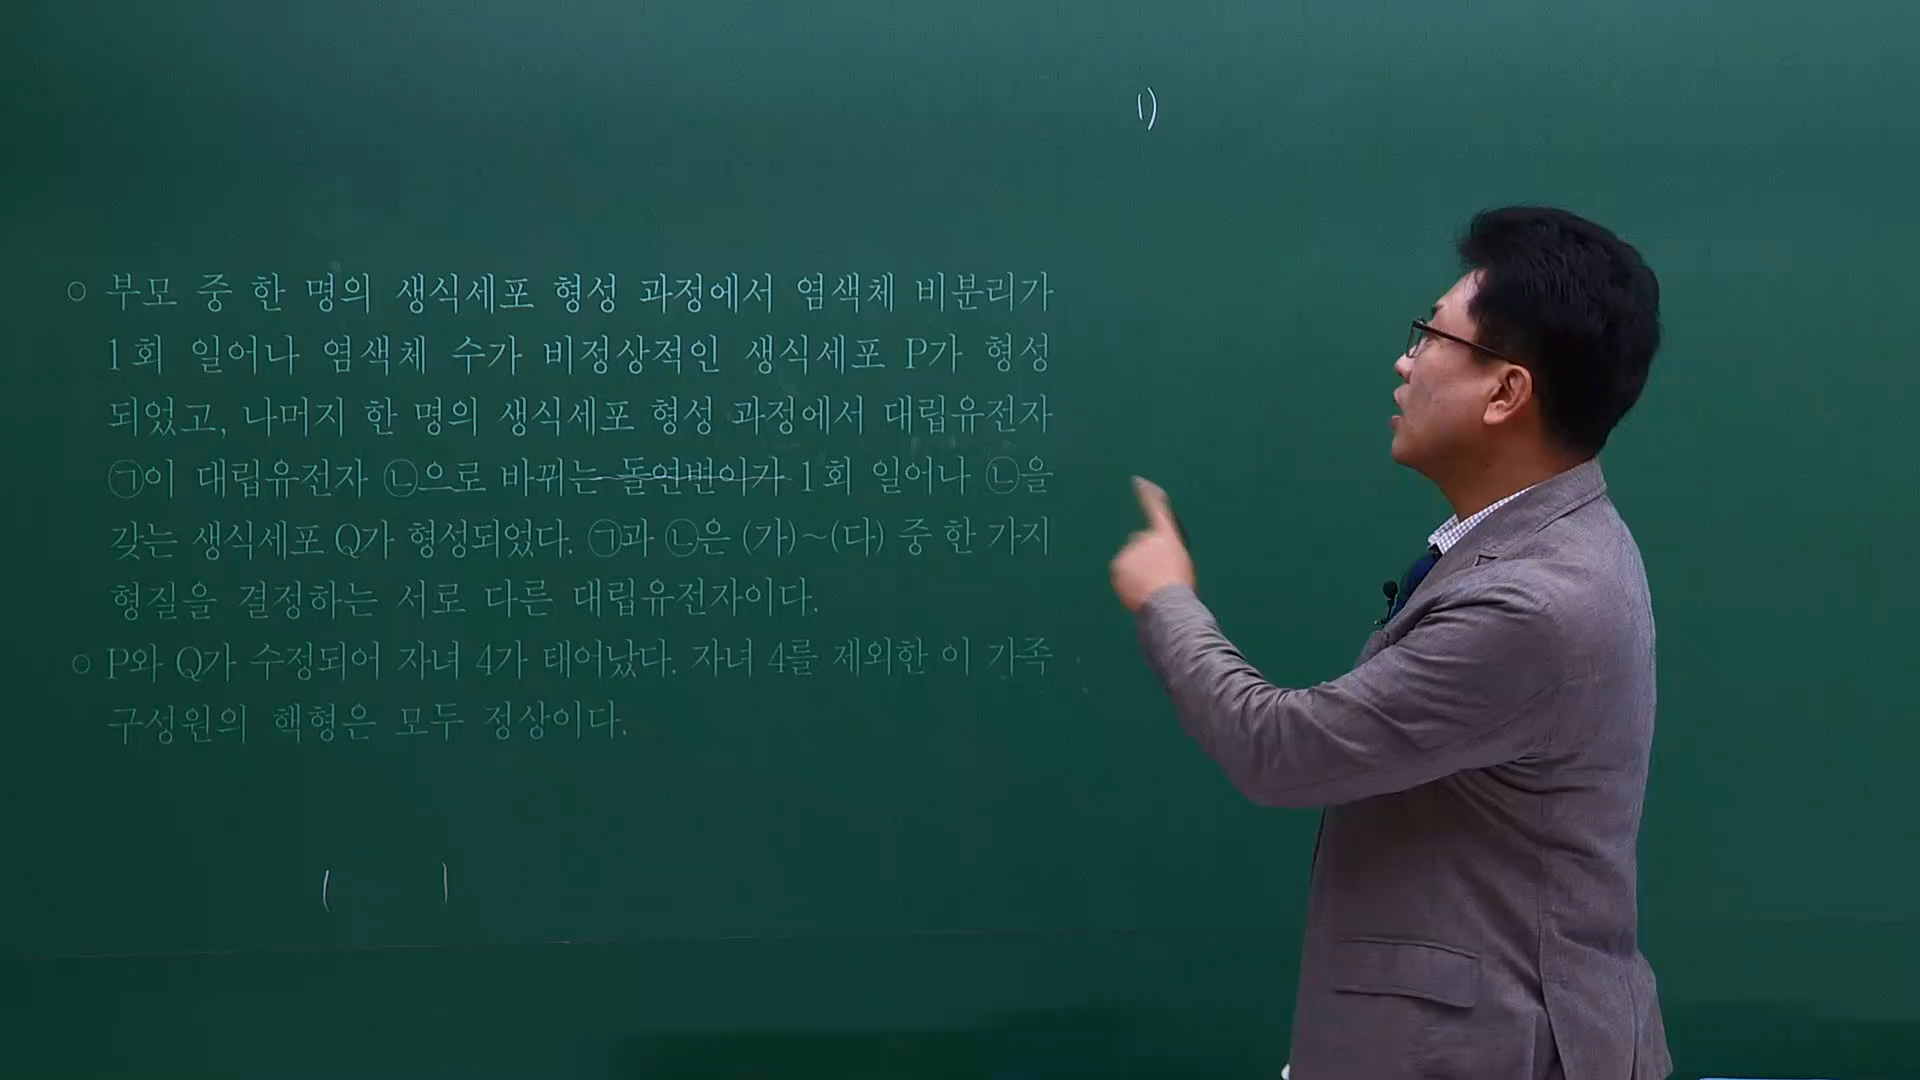 1)
○ 부모 중 한 명의 생식세포 형성 과정에서 염색체 비분리가
1회 일어나 염색체 수가 비정상적인 생식세포 P가 형성
되었고, 나머지 한 명의 생식세포 형성 과정에서 대립유전자
㉠이 대립유전자 ㉡으로 바뀌는 돌연변이가 1회 일어나 ㉡을
갖는 생식세포 Q가 형성되었다. ㉠과 ㉡은 (가)~(다) 중 한 가지
형질을 결정하는 서로 다른 대립유전자이다.
○ P와 Q가 수정되어 자녀 4가 태어났다. 자녀 4를 제외한 이 가족
구성원의 핵형은 모두 정상이다.